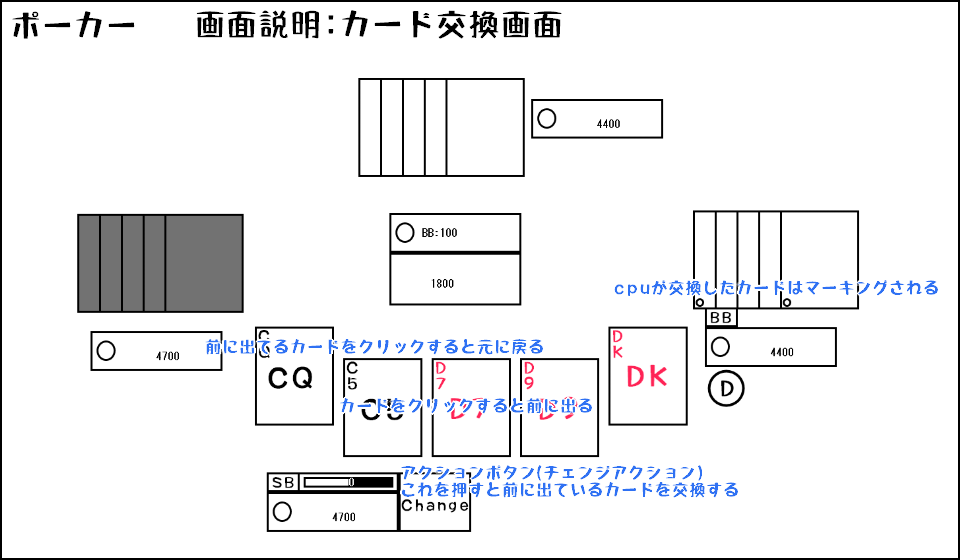 ポーカー 画面説明:カード交換画面
4400
BB:100
1800
cpuが交換したカードはマーキングされる
BB
4400
D
4700
前に出てるカードをクリックすると元に戻る
C
CQ
C
5
D
7
D7
D
9
D9
D
K
DK
カードをクリックすると前に出る
アクションボタン(チェンジアクション)
これを押すと前に出ているカードを交換する
SB
0
4700
Change